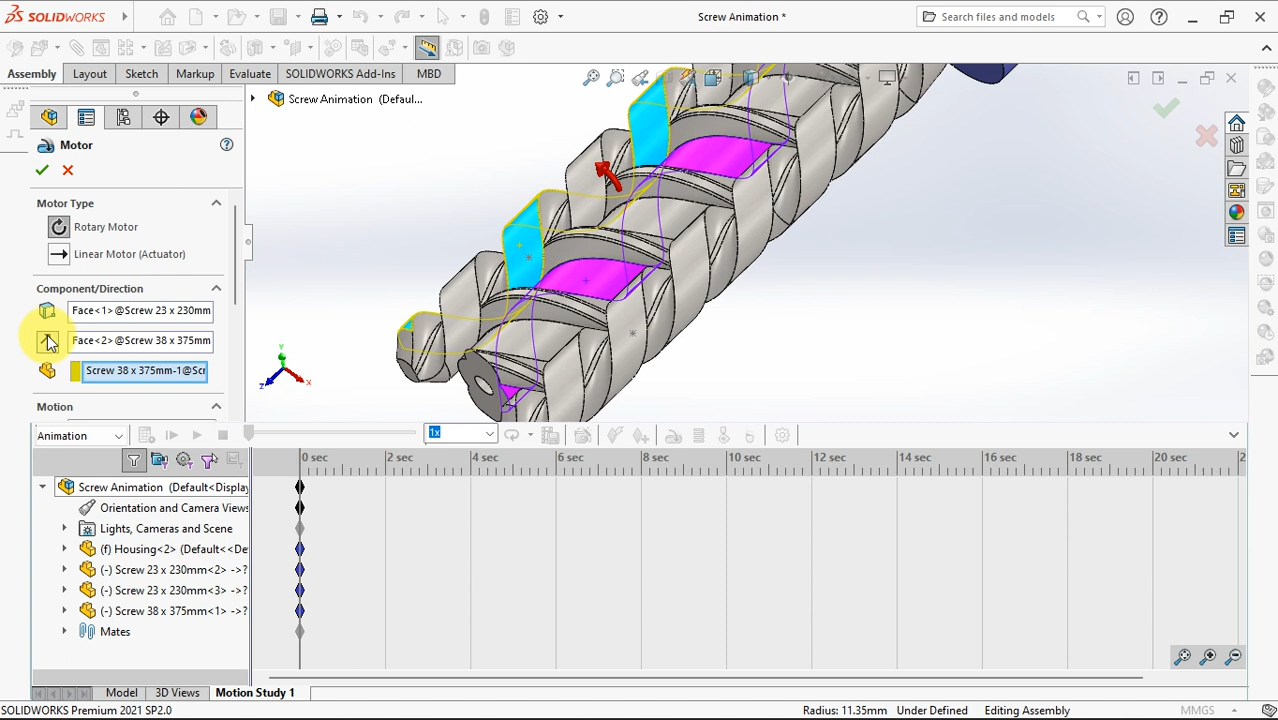 SOLIDWORKS
Screw Animation *
Search files and models
Assembly
Layout
Sketch
Markup
Evaluate
SOLIDWORKS Add-Ins
MBD
Screw Animation (Defaul...
Motor
Motor Type
Rotary Motor
Linear Motor (Actuator)
Component/Direction
Face<1> @Screw 23 x 230mm
Face<2> @Screw 38 x 375mm
Screw 38 x 375mm-1@Scr
Motion
Y
Z
X
Animation
1x
0 sec
2 sec
4 sec
6 sec
8 sec
10 sec
12 sec
14 sec
16 sec
18 sec
20 sec
2
Screw Animation (Default<Display
Orientation and Camera Views
Lights, Cameras and Scene
(f) Housing<2> (Default<<De
(-) Screw 23 x 230mm<2> ->?
(-) Screw 23 x 230mm<3> ->?
(-) Screw 38 x 375mm<1> ->?
Mates
Model
3D Views
Motion Study 1
SOLIDWORKS Premium 2021 SP2.0
Radius: 11.35mm
Under Defined
Editing Assembly
MMGS